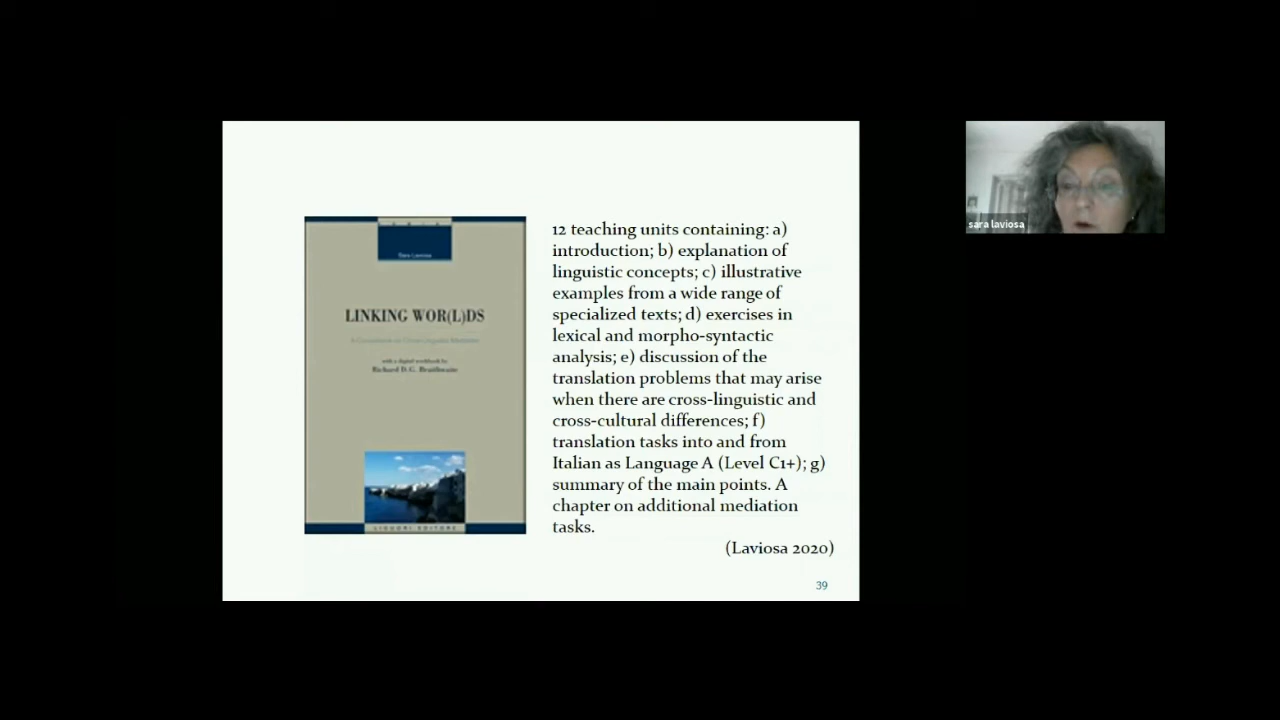 Sara Laviosa
LINKING WOR(L)DS
with a digital workbook by
Richard D. G. Braithwaite
LIGUORI EDITORE
12 teaching units containing: a)
introduction; b) explanation of
linguistic concepts; c) illustrative
examples from a wide range of
specialized texts; d) exercises in
lexical and morpho-syntactic
analysis; e) discussion of the
translation problems that may arise
when there are cross-linguistic and
cross-cultural differences; f)
translation tasks into and from
Italian as Language A (Level C1+); g)
summary of the main points. A
chapter on additional mediation
tasks.
(Laviosa 2020)
39
sara laviosa